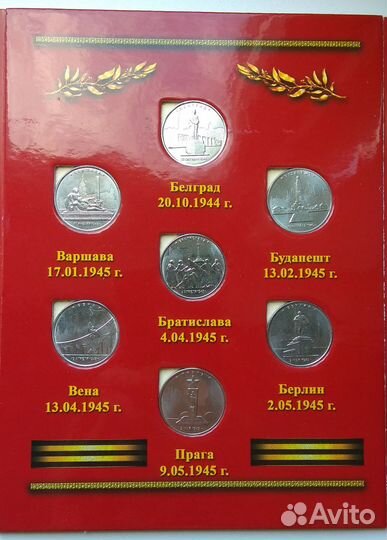 Белград
20.10.1944 г.
Варшава
17.01.1945 г.
Будапешт
13.02.1945 г.
Братислава
4.04.1945 г.
Вена
13.04.1945 г.
Берлин
2.05.1945 г.
Прага
9.05.1945 г.
Avito